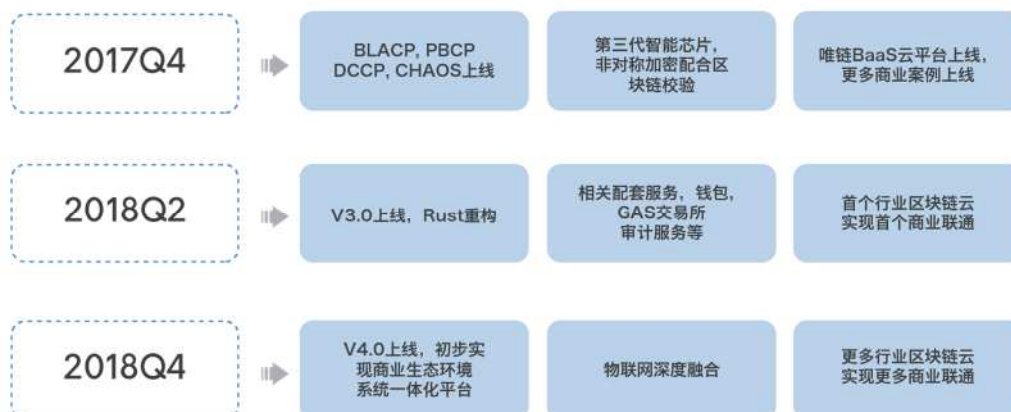 2017Q4
BLACP, PBCP
DCCP, CHAOS上线
第三代智能芯片，
非对称加密配合区
块链校验
唯链BaaS云平台上线，
更多商业案例上线
2018Q2
V3.0上线，Rust重构
相关配套服务，钱包，
GAS交易所
审计服务等
首个行业区块链云
实现首个商业联通
2018Q4
V4.0上线，初步实
现商业生态环境
系统一体化平台
物联网深度融合
更多行业区块链云
实现更多商业联通